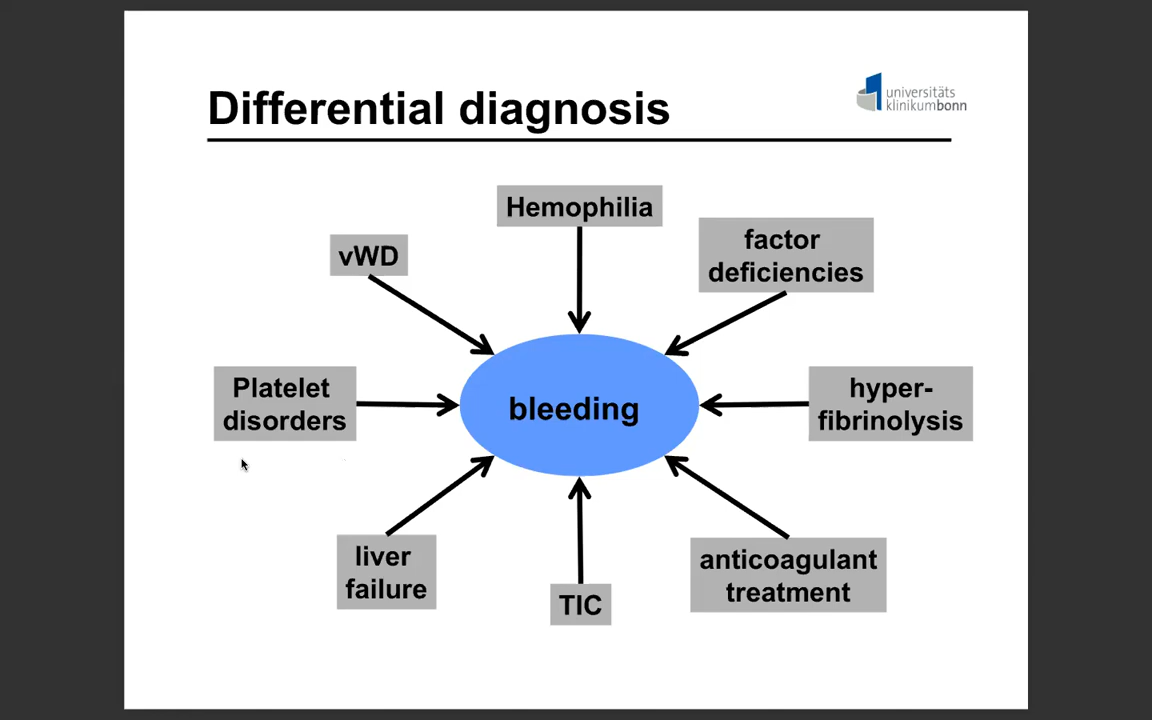 Differential diagnosis
universitäts
klinikumbonn
Hemophilia
factor
deficiencies
vWD
Platelet
disorders
bleeding
hyper-
fibrinolysis
liver
failure
TIC
anticoagulant
treatment